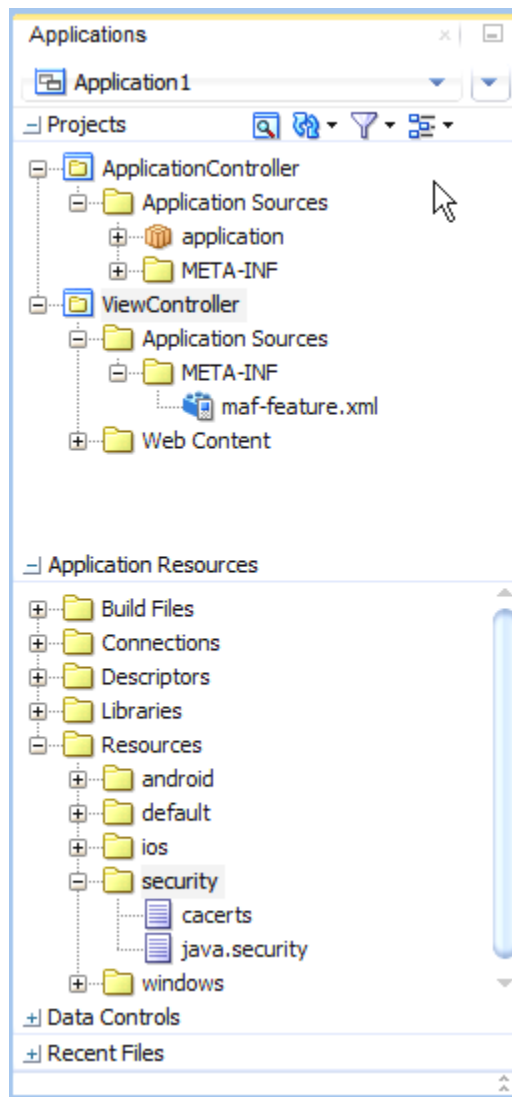 Applications
Application1
Projects
ApplicationController
Application Sources
application
META-INF
ViewController
Application Sources
META-INF
maf-feature.xml
Web Content
Application Resources
Build Files
Connections
Descriptors
Libraries
Resources
android
default
ios
security
cacerts
java.security
windows
Data Controls
Recent Files